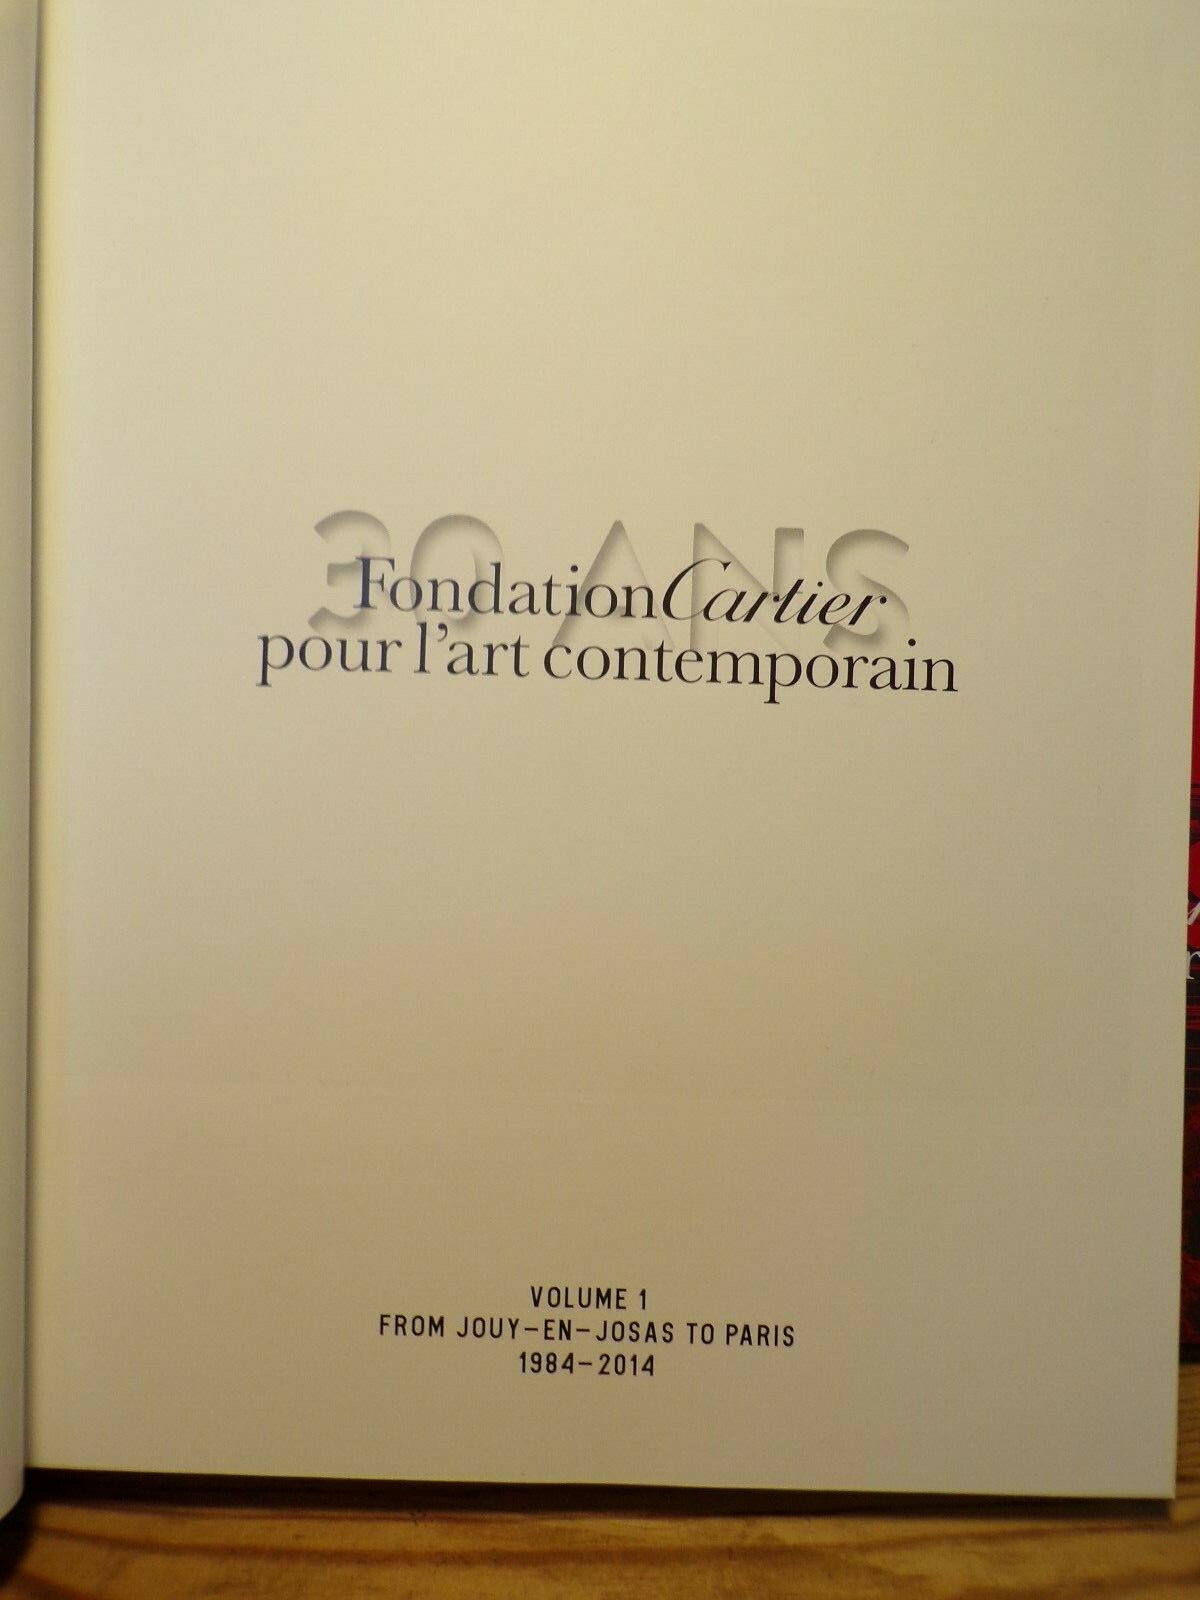 30 ANS
Fondation Cartier
pour l'art contemporain
VOLUME 1
FROM JOUY-EN-JOSAS TO PARIS
1984-2014